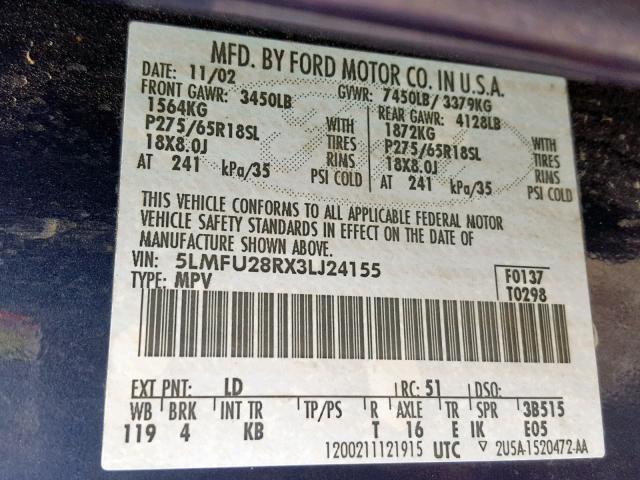 MFD. BY FORD MOTOR CO. IN U.S.A.
DATE: 11/02 GVWR: 7450LB/ 3379KG
FRONT GAWR: 3450LB REAR GAWR: 4128LB
1564KG WITH 1872KG WITH
P275/65R18SL TIRES P275/65R18SL TIRES
18X8.0J RIMS 18X8.0J RIMS
AT 241 kPa/35 PSI COLD AT 241 kPa/35 PSI COLD
THIS VEHICLE CONFORMS TO ALL APPLICABLE FEDERAL MOTOR
VEHICLE SAFETY STANDARDS IN EFFECT ON THE DATE OF
MANUFACTURE SHOWN ABOVE.
VIN: 5LMFU28RX3LJ24155 F0137
TYPE: MPV T0298
EXT PNT: LD RC: 51 DSO:
WB BRK INT TR TP/PS R AXLE TR SPR 3B515
119 4 KB T 16 E IK E05
1200211121915 UTC ▽ 2U5A-1520472-AA